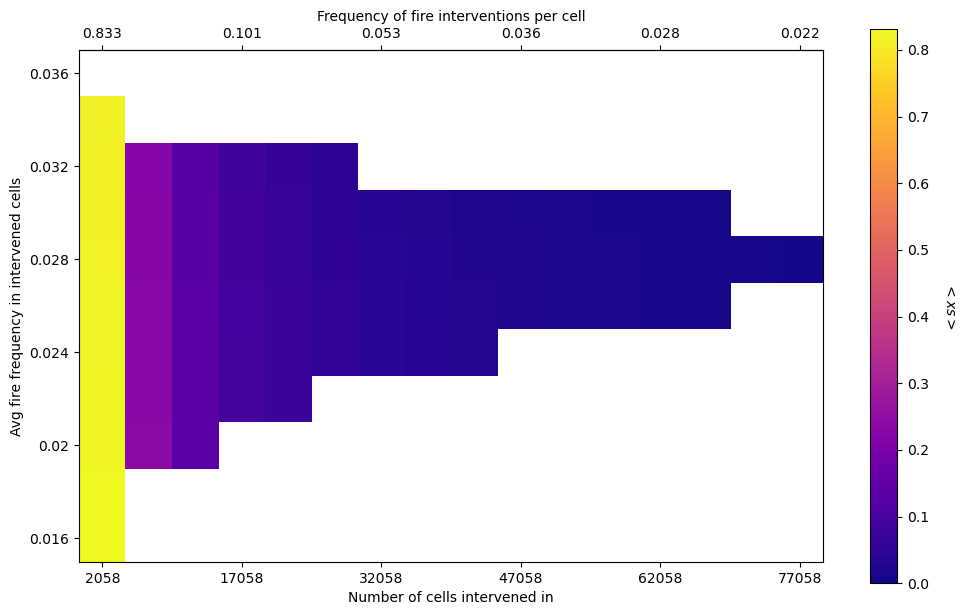 Frequency of fire interventions per cell
0.833 0.101 0.053 0.036 0.028 0.022
0.036
0.032
0.028
0.024
0.02
0.016
Avg fire frequency in intervened cells
2058 17058 32058 47058 62058 77058
Number of cells intervened in
0.8
0.7
0.6
0.5
0.4
0.3
0.2
0.1
0.0
< sx >